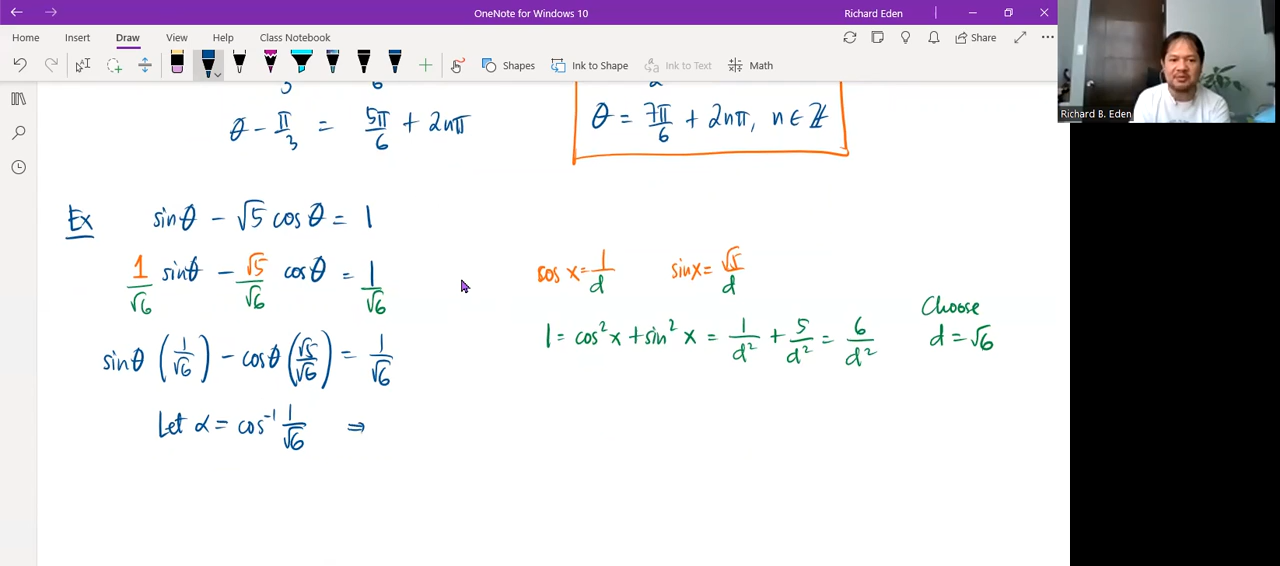 OneNote for Windows 10
Richard Eden
Home Insert Draw View Help Class Notebook
Share
Shapes Ink to Shape Ink to Text Math
Richard B. Eden
θ - π/3 = 5π/6 + 2nπ
θ = 7π/6 + 2nπ, n ∈ ℤ
Ex sinθ - √5 cosθ = 1
1/√6 sinθ - √5/√6 cosθ = 1/√6
cos x = 1/d sin x = √5/d
1 = cos²x + sin²x = 1/d² + 5/d² = 6/d²
Choose
d = √6
sinθ (1/√6) - cosθ (√5/√6) = 1/√6
Let α = cos⁻¹ 1/√6 ⇒